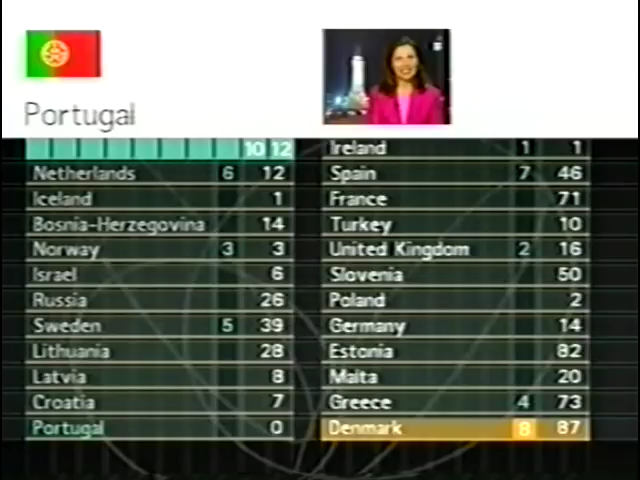 Portugal
10 12
Netherlands 6 12
Iceland 1
Bosnia-Herzegovina 14
Norway 3 3
Israel 6
Russia 26
Sweden 5 39
Lithuania 28
Latvia 8
Croatia 7
Portugal 0
Ireland 1 1
Spain 7 46
France 71
Turkey 10
United Kingdom 2 16
Slovenia 50
Poland 2
Germany 14
Estonia 82
Malta 20
Greece 4 73
Denmark 8 87